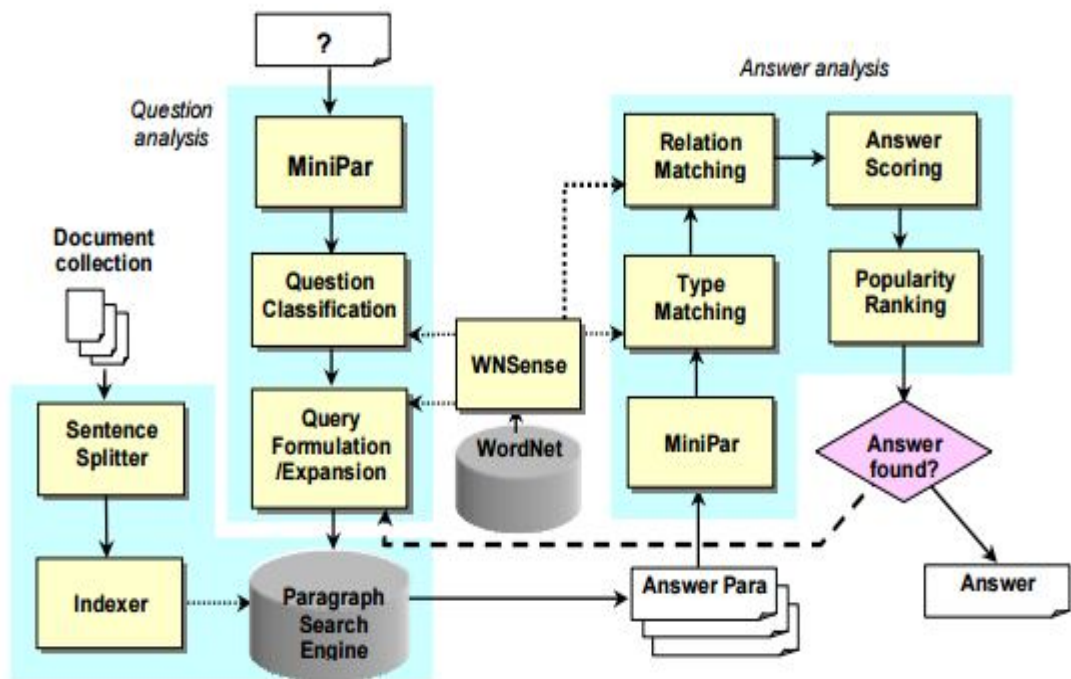 ?
Question
analysis
MiniPar
Question
Classification
Query
Formulation
/Expansion
Document
collection
Sentence
Splitter
Indexer
Paragraph
Search
Engine
WNSense
WordNet
Answer analysis
Relation
Matching
Answer
Scoring
Type
Matching
Popularity
Ranking
MiniPar
Answer
found?
Answer Para
Answer